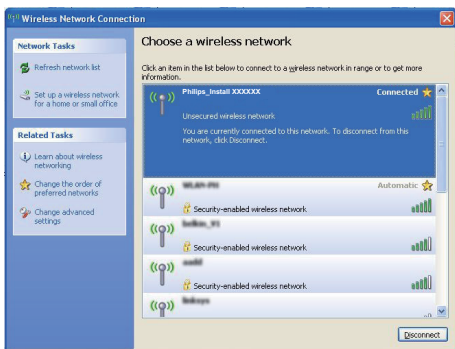 Wireless Network Connection
Network Tasks
Refresh network list
Set up a wireless network
for a home or small office
Related Tasks
Learn about wireless
networking
Change the order of
preferred networks
Change advanced
settings
Choose a wireless network
Click an item in the list below to connect to a wireless network in range or to get more
information.
Philips_Install XXXXXX
Connected
Unsecured wireless network
You are currently connected to this network. To disconnect from this
network, click Disconnect.
Automatic
Security-enabled wireless network
Security-enabled wireless network
Security-enabled wireless network
Disconnect